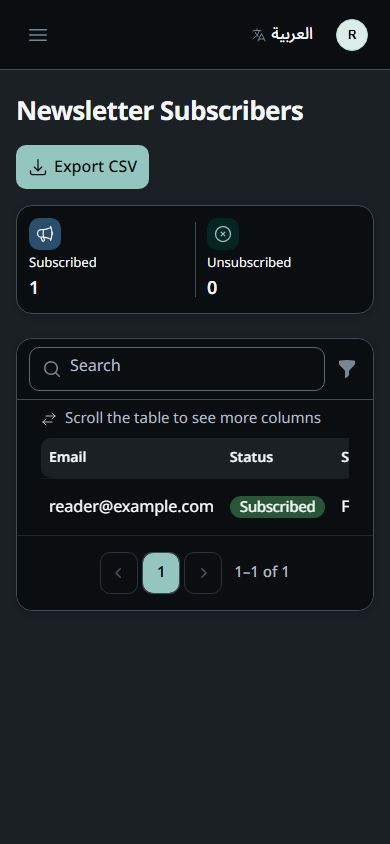 العربية
R
Newsletter Subscribers
Export CSV
Subscribed
1
Unsubscribed
0
Search
Scroll the table to see more columns
Email Status S
reader@example.com Subscribed F
1 1–1 of 1